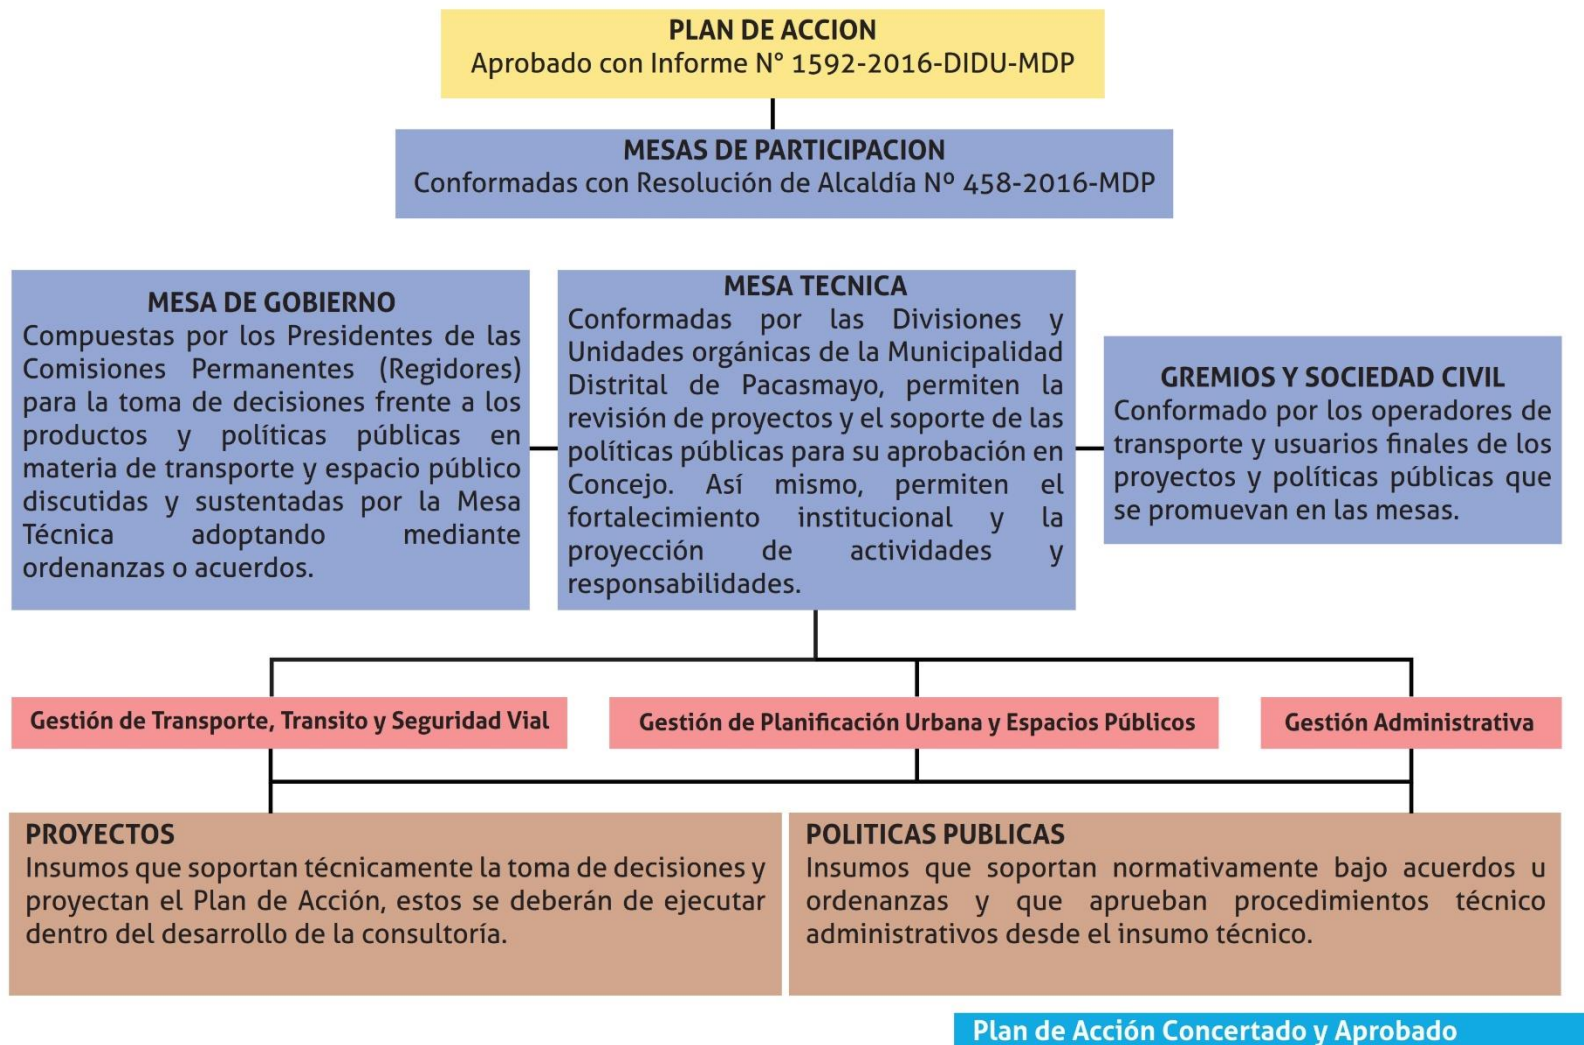 PLAN DE ACCION
Aprobado con Informe N° 1592-2016-DIDU-MDP
MESAS DE PARTICIPACION
Conformadas con Resolución de Alcaldía Nº 458-2016-MDP
MESA DE GOBIERNO
Compuestas por los Presidentes de las
Comisiones Permanentes (Regidores)
para la toma de decisiones frente a los
productos y políticas públicas en
materia de transporte y espacio público
discutidas y sustentadas por la Mesa
Técnica adoptando mediante
ordenanzas o acuerdos.
MESA TECNICA
Conformadas por las Divisiones y
Unidades orgánicas de la Municipalidad
Distrital de Pacasmayo, permiten la
revisión de proyectos y el soporte de las
políticas públicas para su aprobación en
Concejo. Así mismo, permiten el
fortalecimiento institucional y la
proyección de actividades y
responsabilidades.
GREMIOS Y SOCIEDAD CIVIL
Conformado por los operadores de
transporte y usuarios finales de los
proyectos y políticas públicas que
se promuevan en las mesas.
Gestión de Transporte, Transito y Seguridad Vial
Gestión de Planificación Urbana y Espacios Públicos
Gestión Administrativa
PROYECTOS
Insumos que soportan técnicamente la toma de decisiones y
proyectan el Plan de Acción, estos se deberán de ejecutar
dentro del desarrollo de la consultoría.
POLITICAS PUBLICAS
Insumos que soportan normativamente bajo acuerdos u
ordenanzas y que aprueban procedimientos técnico
administrativos desde el insumo técnico.
Plan de Acción Concertado y Aprobado